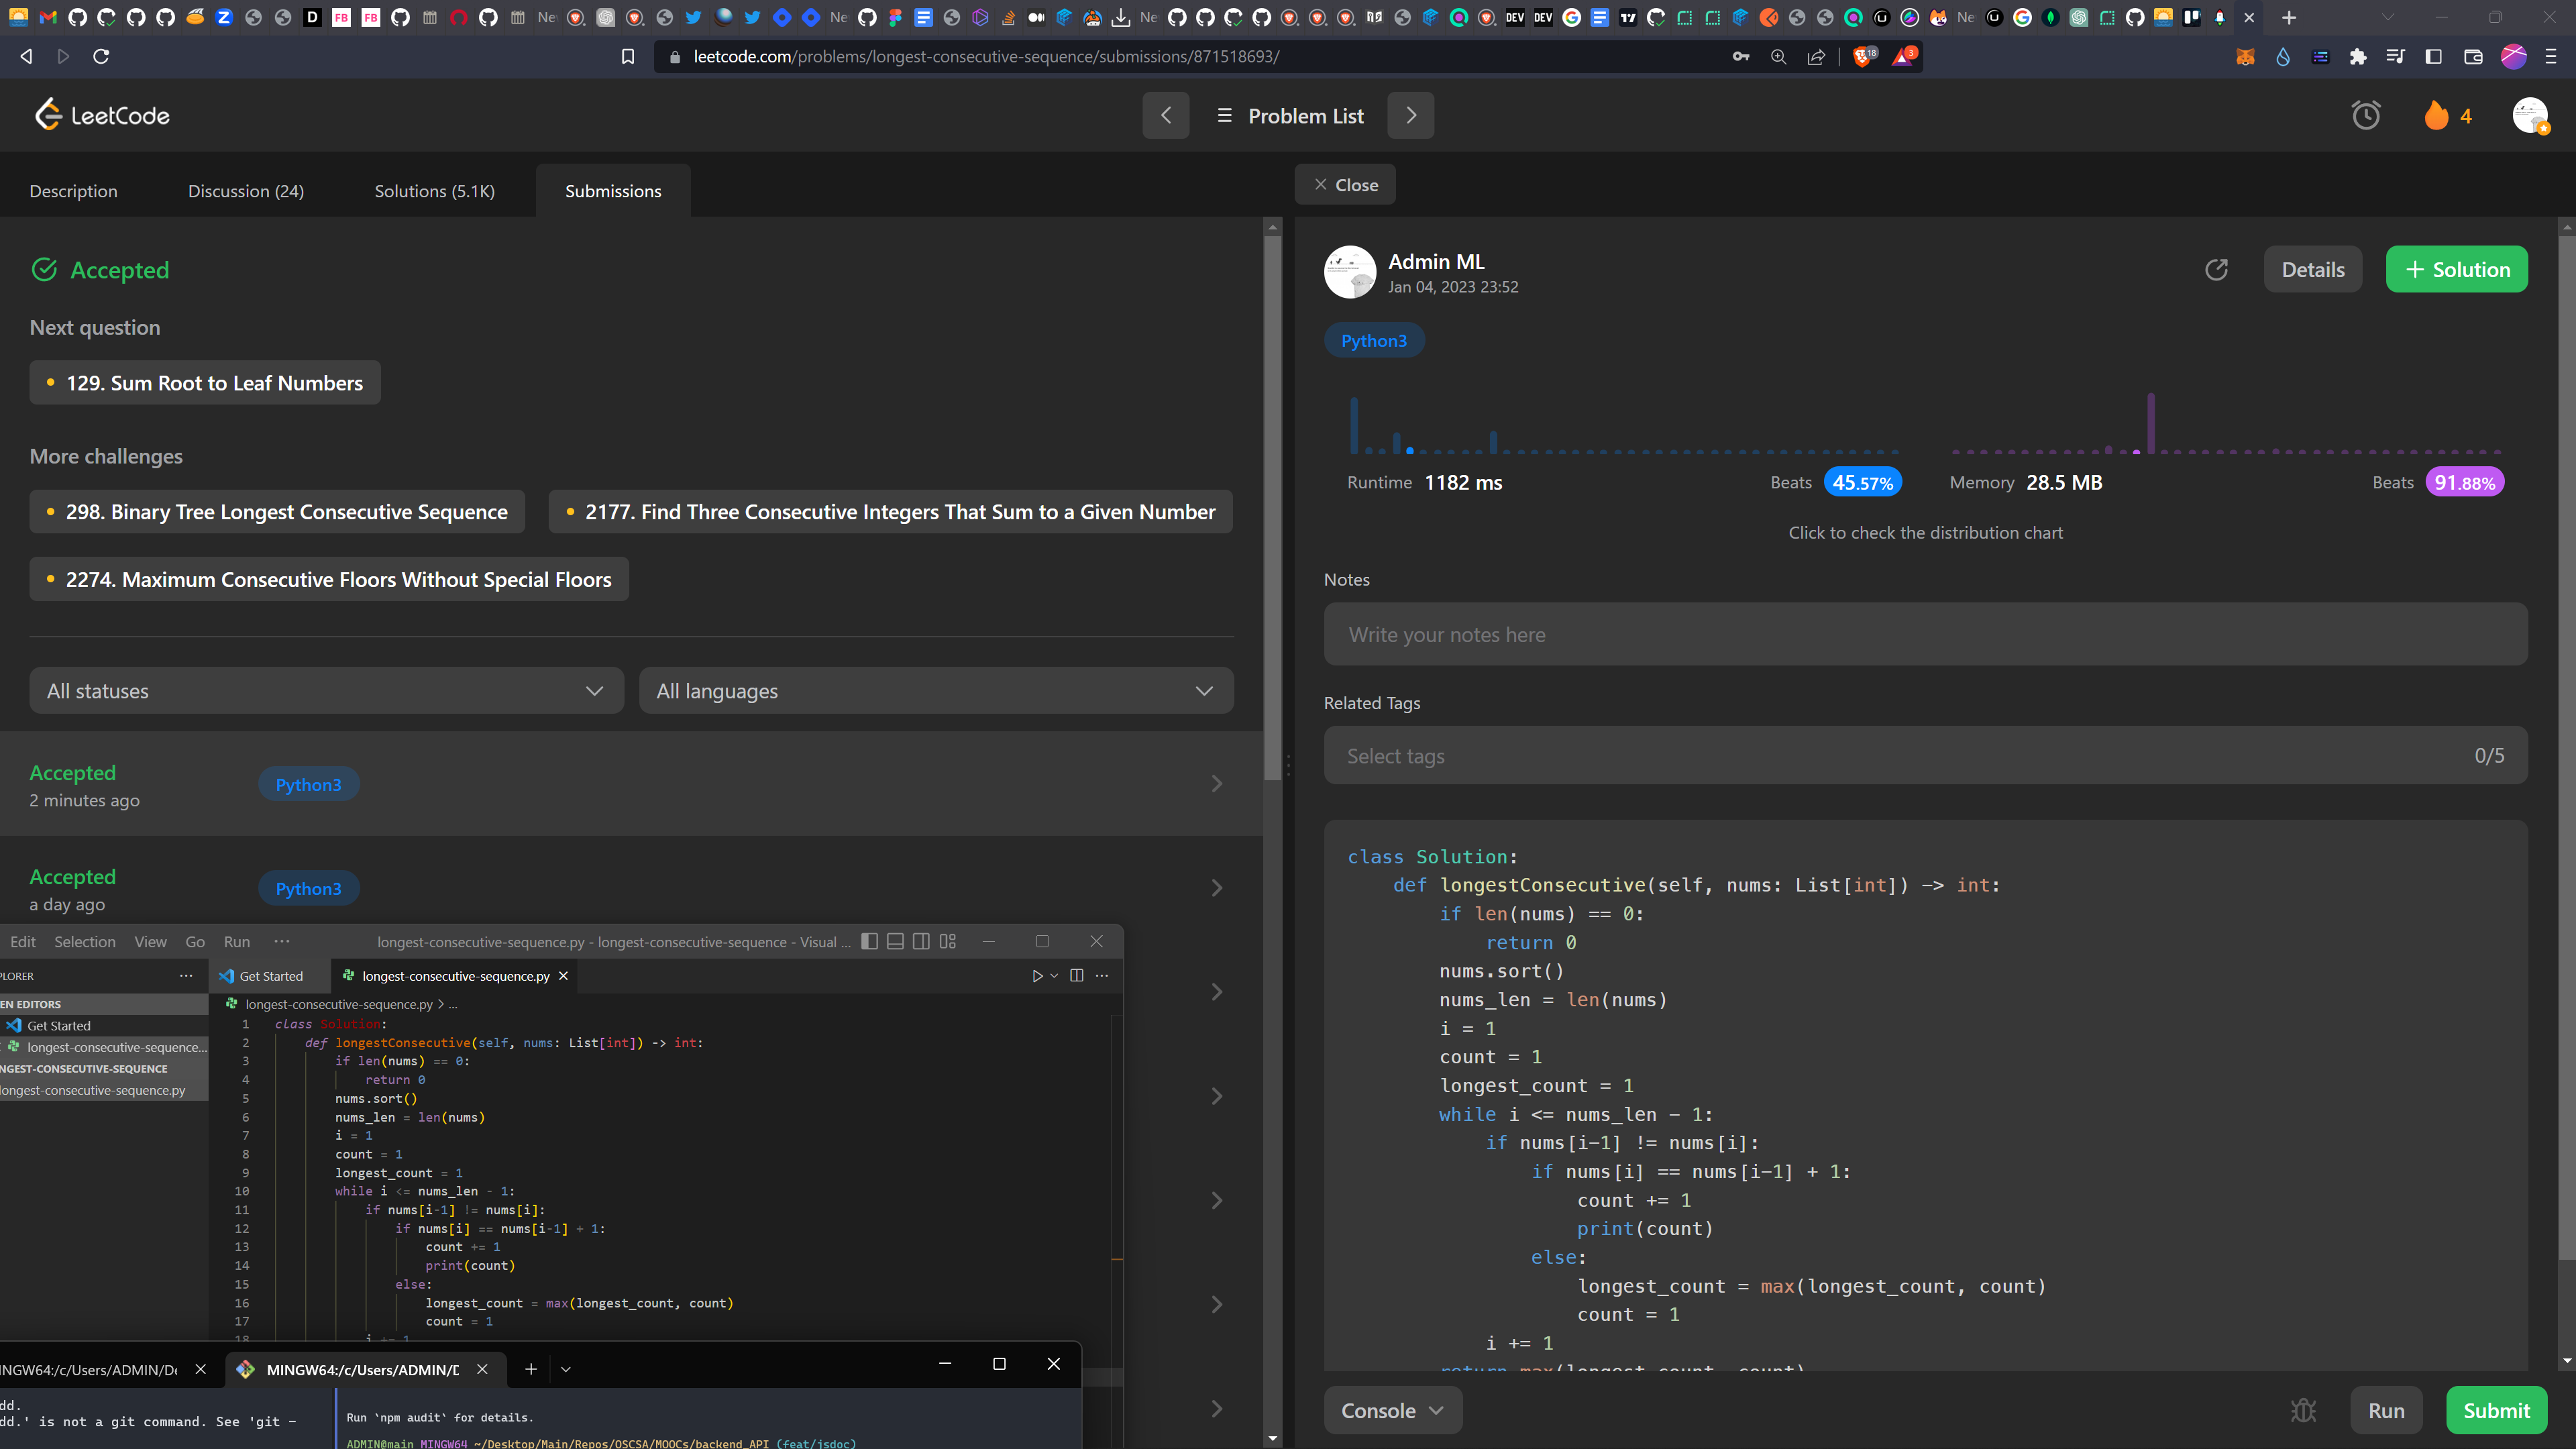 Ne
Ne
Ne
Ne
leetcode.com/problems/longest-consecutive-sequence/submissions/871518693/
18
3
LeetCode
Problem List
4
Description
Discussion (24)
Solutions (5.1K)
Submissions
Close
Accepted
Next question
129. Sum Root to Leaf Numbers
More challenges
298. Binary Tree Longest Consecutive Sequence
2177. Find Three Consecutive Integers That Sum to a Given Number
2274. Maximum Consecutive Floors Without Special Floors
All statuses
All languages
Accepted
2 minutes ago
Python3
Accepted
a day ago
Python3
Admin ML
Jan 04, 2023 23:52
Details
+ Solution
Python3
Runtime 1182 ms
Beats 45.57%
Memory 28.5 MB
Beats 91.88%
Click to check the distribution chart
Notes
Write your notes here
Related Tags
Select tags
0/5
class Solution:
def longestConsecutive(self, nums: List[int]) -> int:
if len(nums) == 0:
return 0
nums.sort()
nums_len = len(nums)
i = 1
count = 1
longest_count = 1
while i <= nums_len - 1:
if nums[i-1] != nums[i]:
if nums[i] == nums[i-1] + 1:
count += 1
print(count)
else:
longest_count = max(longest_count, count)
count = 1
i += 1
return max(longest_count, count)
Console
Run
Submit
Edit Selection View Go Run ···
longest-consecutive-sequence.py - longest-consecutive-sequence - Visual ...
PLORER
Get Started
longest-consecutive-sequence.py
EN EDITORS
Get Started
longest-consecutive-sequence...
NGEST-CONSECUTIVE-SEQUENCE
longest-consecutive-sequence.py
longest-consecutive-sequence.py > ...
1 class Solution:
2 def longestConsecutive(self, nums: List[int]) -> int:
3 if len(nums) == 0:
4 return 0
5 nums.sort()
6 nums_len = len(nums)
7 i = 1
8 count = 1
9 longest_count = 1
10 while i <= nums_len - 1:
11 if nums[i-1] != nums[i]:
12 if nums[i] == nums[i-1] + 1:
13 count += 1
14 print(count)
15 else:
16 longest_count = max(longest_count, count)
17 count = 1
18 i += 1
INGW64:/c/Users/ADMIN/De
MINGW64:/c/Users/ADMIN/D
dd.
dd.' is not a git command. See 'git -
Run `npm audit` for details.
ADMIN@main MINGW64 ~/Desktop/Main/Repos/OSCSA/MOOCs/backend_API (feat/jsdoc)